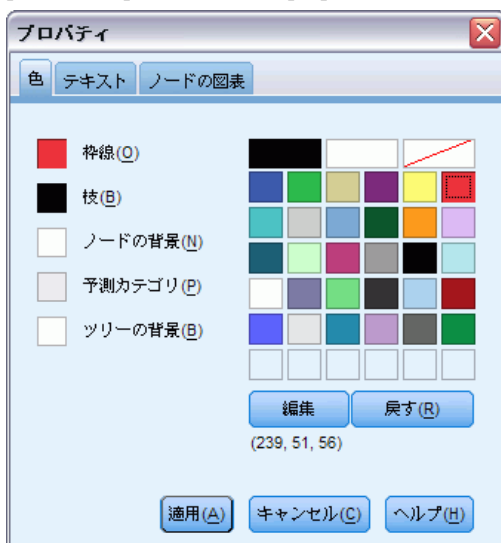 プロパティ
色 テキスト ノードの図表
枠線(O)
枝(B)
ノードの背景(N)
予測カテゴリ(P)
ツリーの背景(B)
編集 戻す(R)
(239, 51, 56)
適用(A) キャンセル(C) ヘルプ(H)